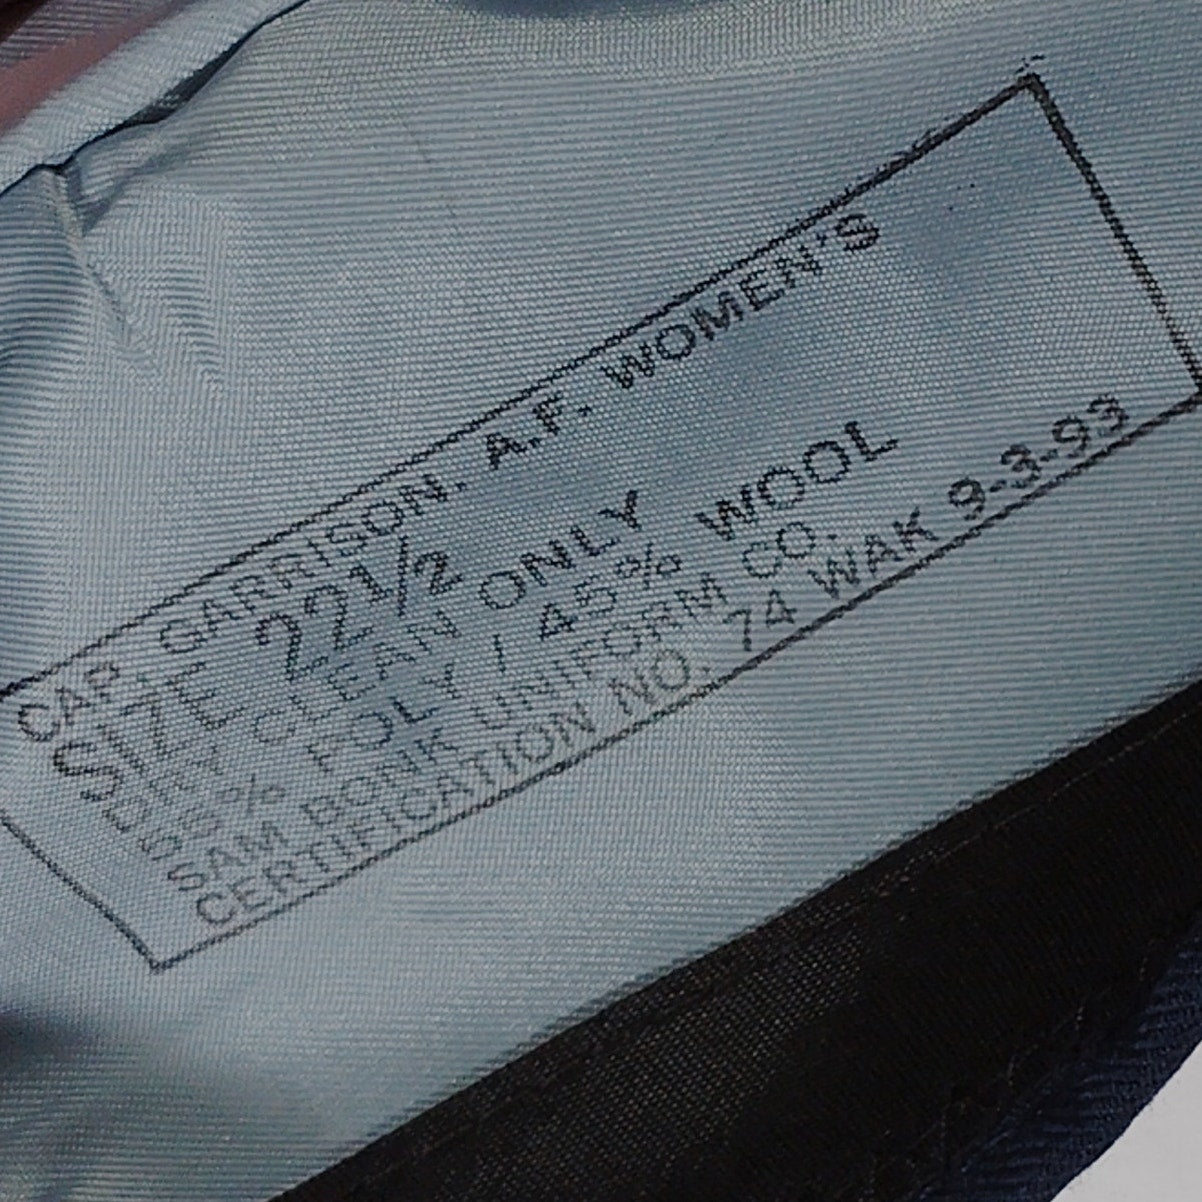 CAP, GARRISON, A.F. WOMEN'S
SIZE 22 1/2
DRY CLEAN ONLY
55% POLY / 45% WOOL
SAM BONK UNIFORM CO.
CERTIFICATION NO. 74 WAK 9-3-93